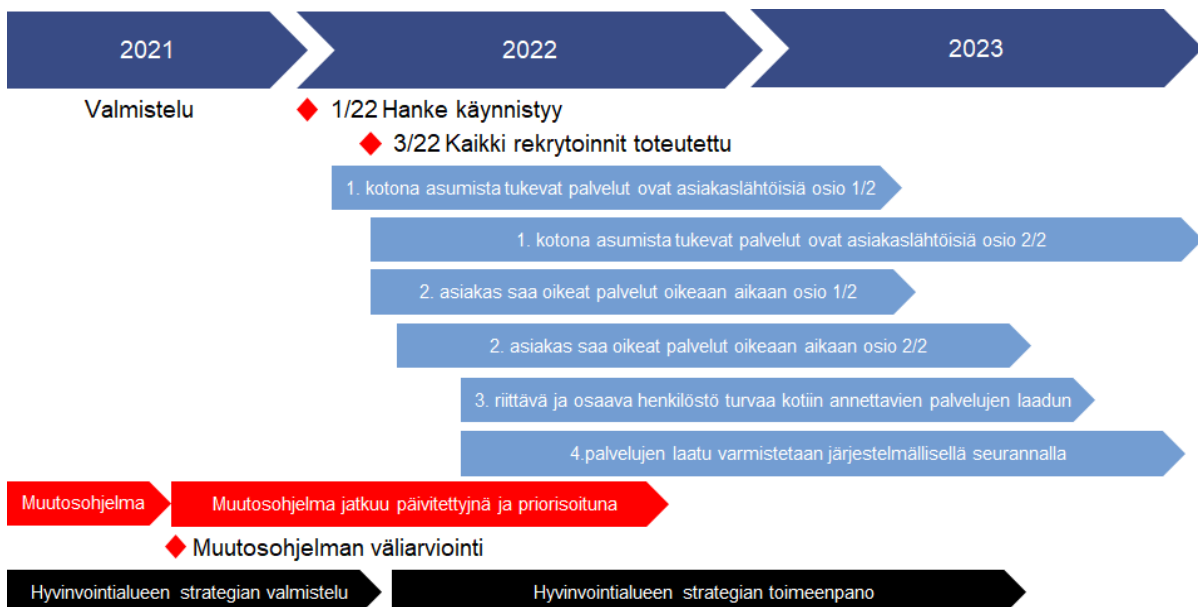 2021
2022
2023
Valmistelu
1/22 Hanke käynnistyy
3/22 Kaikki rekrytoinnit toteutettu
1. kotona asumista tukevat palvelut ovat asiakaslähtöisiä osio 1/2
1. kotona asumista tukevat palvelut ovat asiakaslähtöisiä osio 2/2
2. asiakas saa oikeat palvelut oikeaan aikaan osio 1/2
2. asiakas saa oikeat palvelut oikeaan aikaan osio 2/2
3. riittävä ja osaava henkilöstö turvaa kotiin annettavien palvelujen laadun
4.palvelujen laatu varmistetaan järjestelmällisellä seurannalla
Muutosohjelma
Muutosohjelma jatkuu päivitettyjnä ja priorisoituna
Muutosohjelman väliarviointi
Hyvinvointialueen strategian valmistelu
Hyvinvointialueen strategian toimeenpano